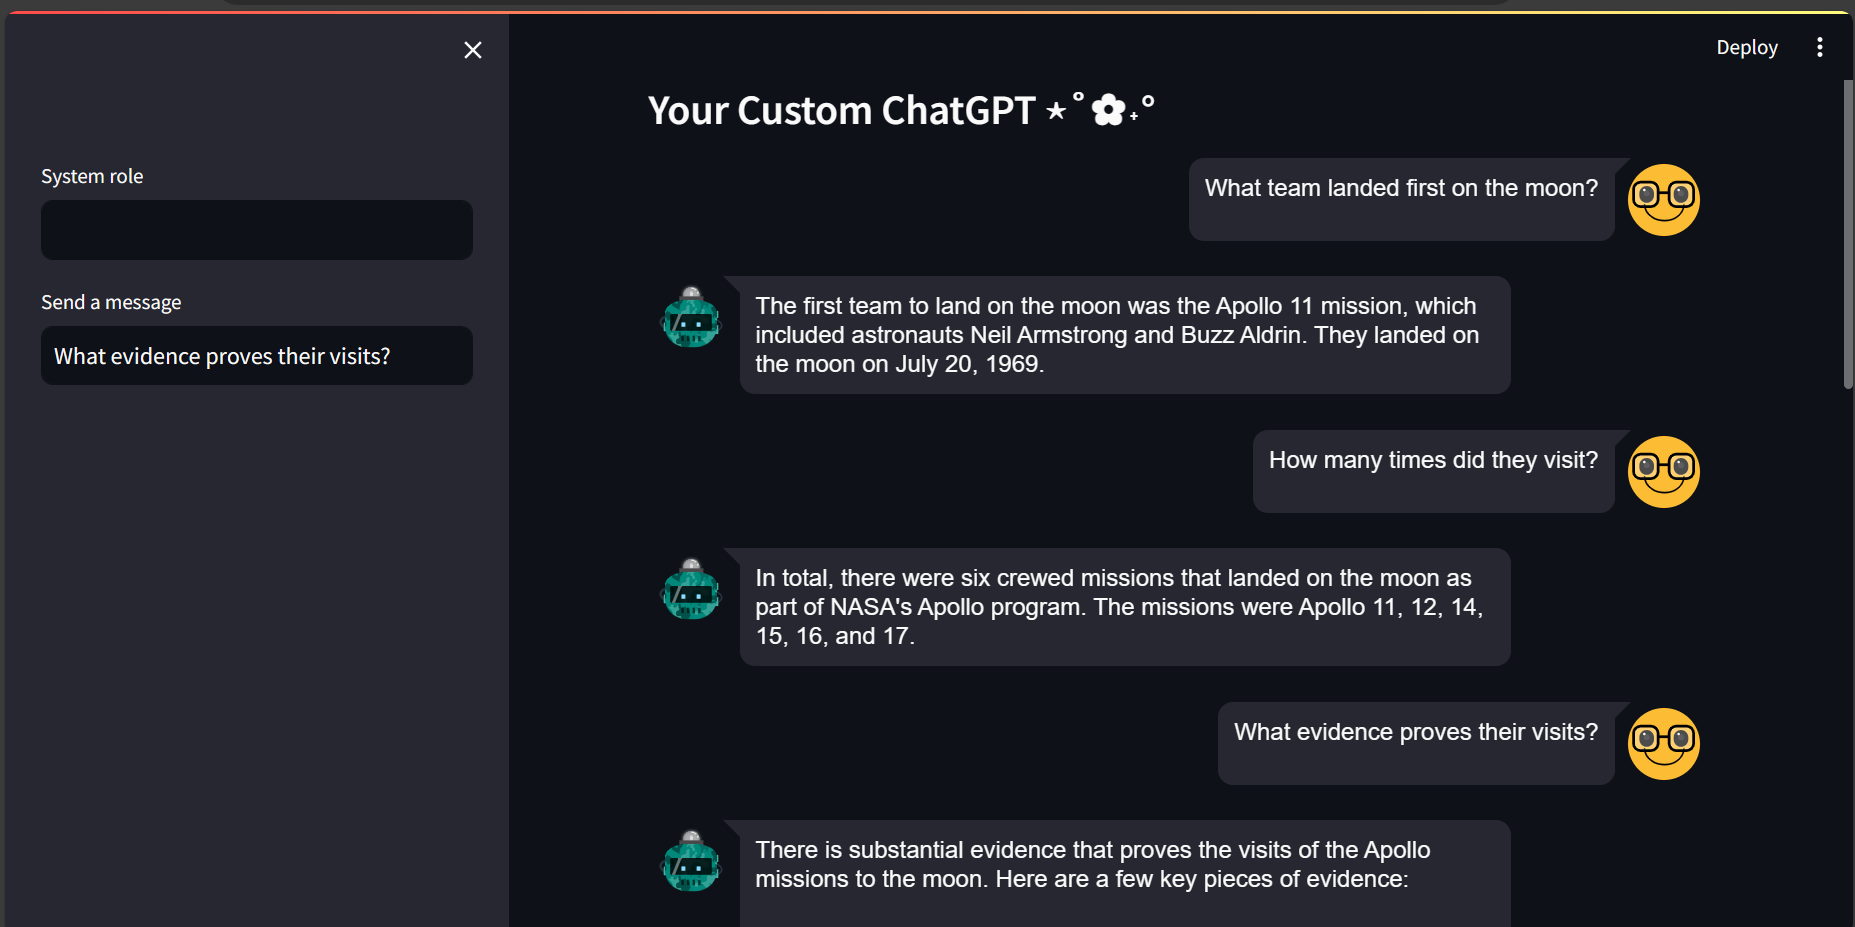 Deploy
Your Custom ChatGPT ⋆˚✿˖°
System role
Send a message
What evidence proves their visits?
What team landed first on the moon?
The first team to land on the moon was the Apollo 11 mission, which
included astronauts Neil Armstrong and Buzz Aldrin. They landed on
the moon on July 20, 1969.
How many times did they visit?
In total, there were six crewed missions that landed on the moon as
part of NASA's Apollo program. The missions were Apollo 11, 12, 14,
15, 16, and 17.
What evidence proves their visits?
There is substantial evidence that proves the visits of the Apollo
missions to the moon. Here are a few key pieces of evidence: